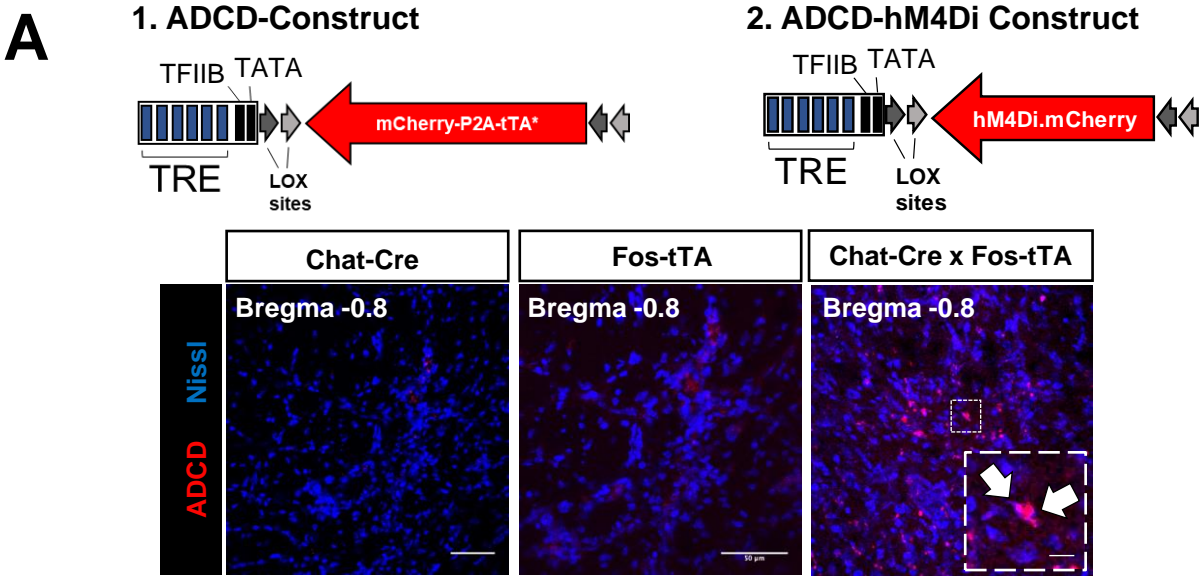 A
1. ADCD-Construct
2. ADCD-hM4Di Construct
TFIIB TATA
TFIIB TATA
mCherry-P2A-tTA*
hM4Di.mCherry
TRE
LOX
sites
TRE
LOX
sites
Chat-Cre
Fos-tTA
Chat-Cre x Fos-tTA
ADCD Nissl
Bregma -0.8
Bregma -0.8
Bregma -0.8
50 µm